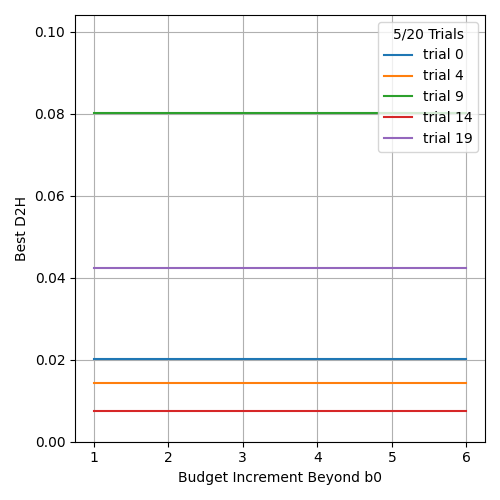 0.10
0.08
0.06
0.04
0.02
0.00
Best D2H
1 2 3 4 5 6
Budget Increment Beyond b0
5/20 Trials
trial 0
trial 4
trial 9
trial 14
trial 19